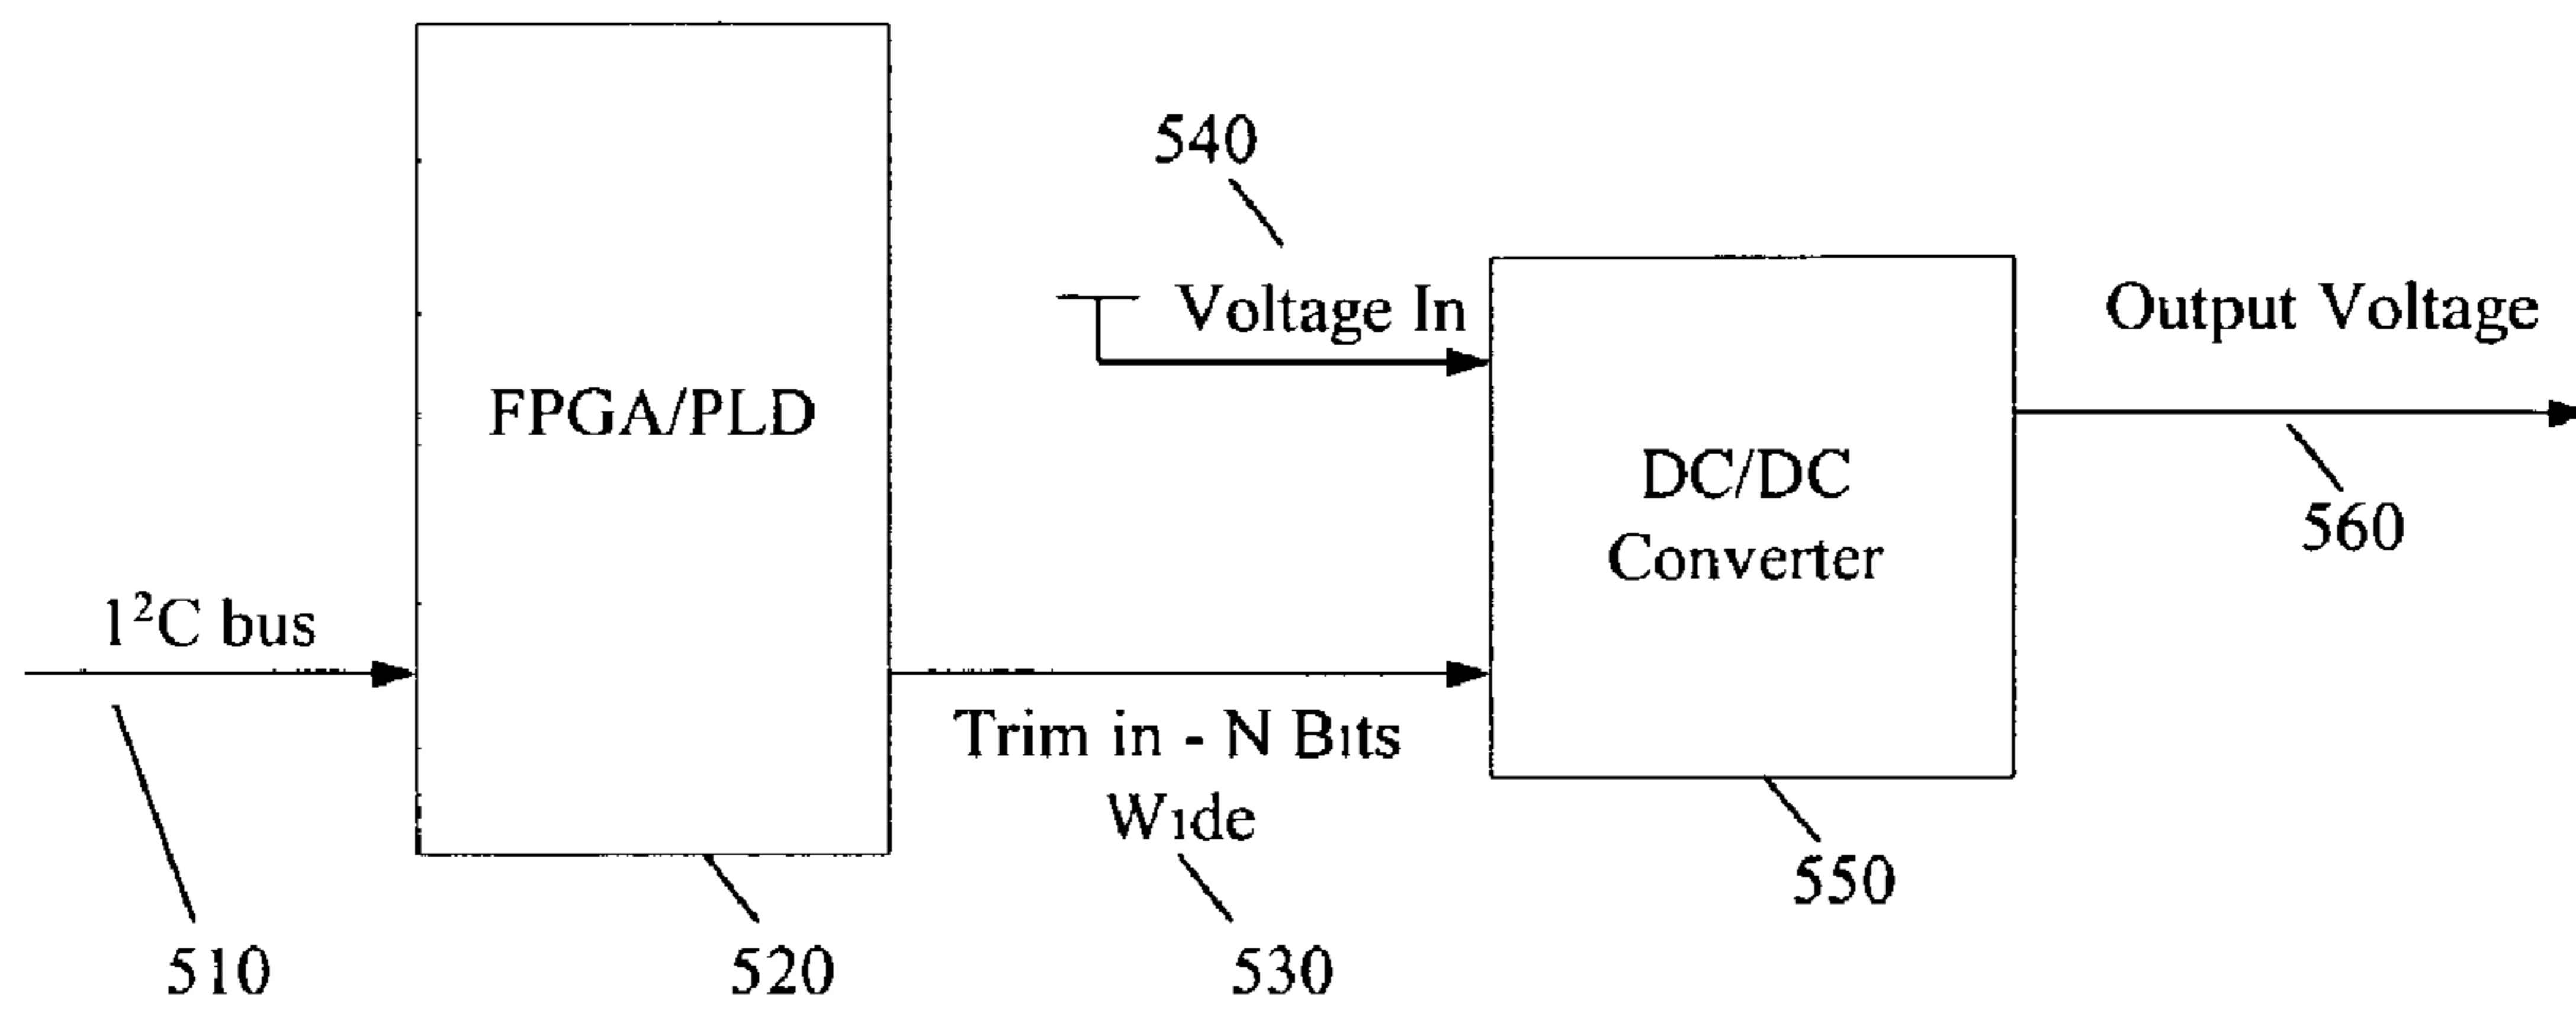 540
Voltage In
Output Voltage
FPGA/PLD
DC/DC
Converter
560
I²C bus
Trim in - N Bits
Wide
550
510
520
530